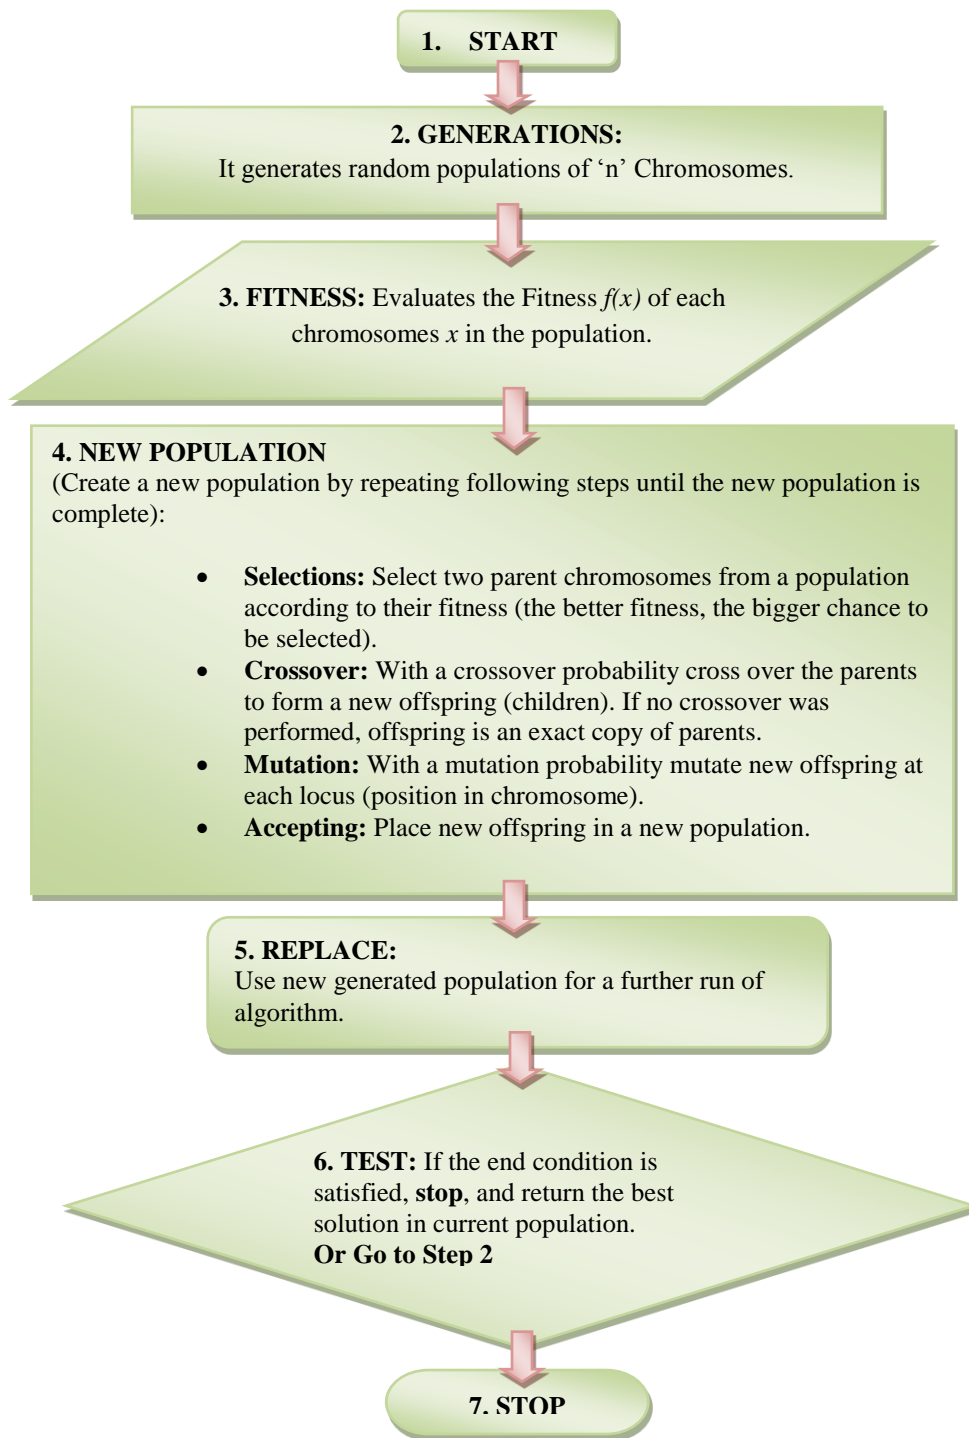 1. START
2. GENERATIONS:
It generates random populations of ‘n’ Chromosomes.
3. FITNESS: Evaluates the Fitness f(x) of each
chromosomes x in the population.
4. NEW POPULATION
(Create a new population by repeating following steps until the new population is
complete):
• Selections: Select two parent chromosomes from a population
according to their fitness (the better fitness, the bigger chance to
be selected).
• Crossover: With a crossover probability cross over the parents
to form a new offspring (children). If no crossover was
performed, offspring is an exact copy of parents.
• Mutation: With a mutation probability mutate new offspring at
each locus (position in chromosome).
• Accepting: Place new offspring in a new population.
5. REPLACE:
Use new generated population for a further run of
algorithm.
6. TEST: If the end condition is
satisfied, stop, and return the best
solution in current population.
Or Go to Step 2
7. STOP